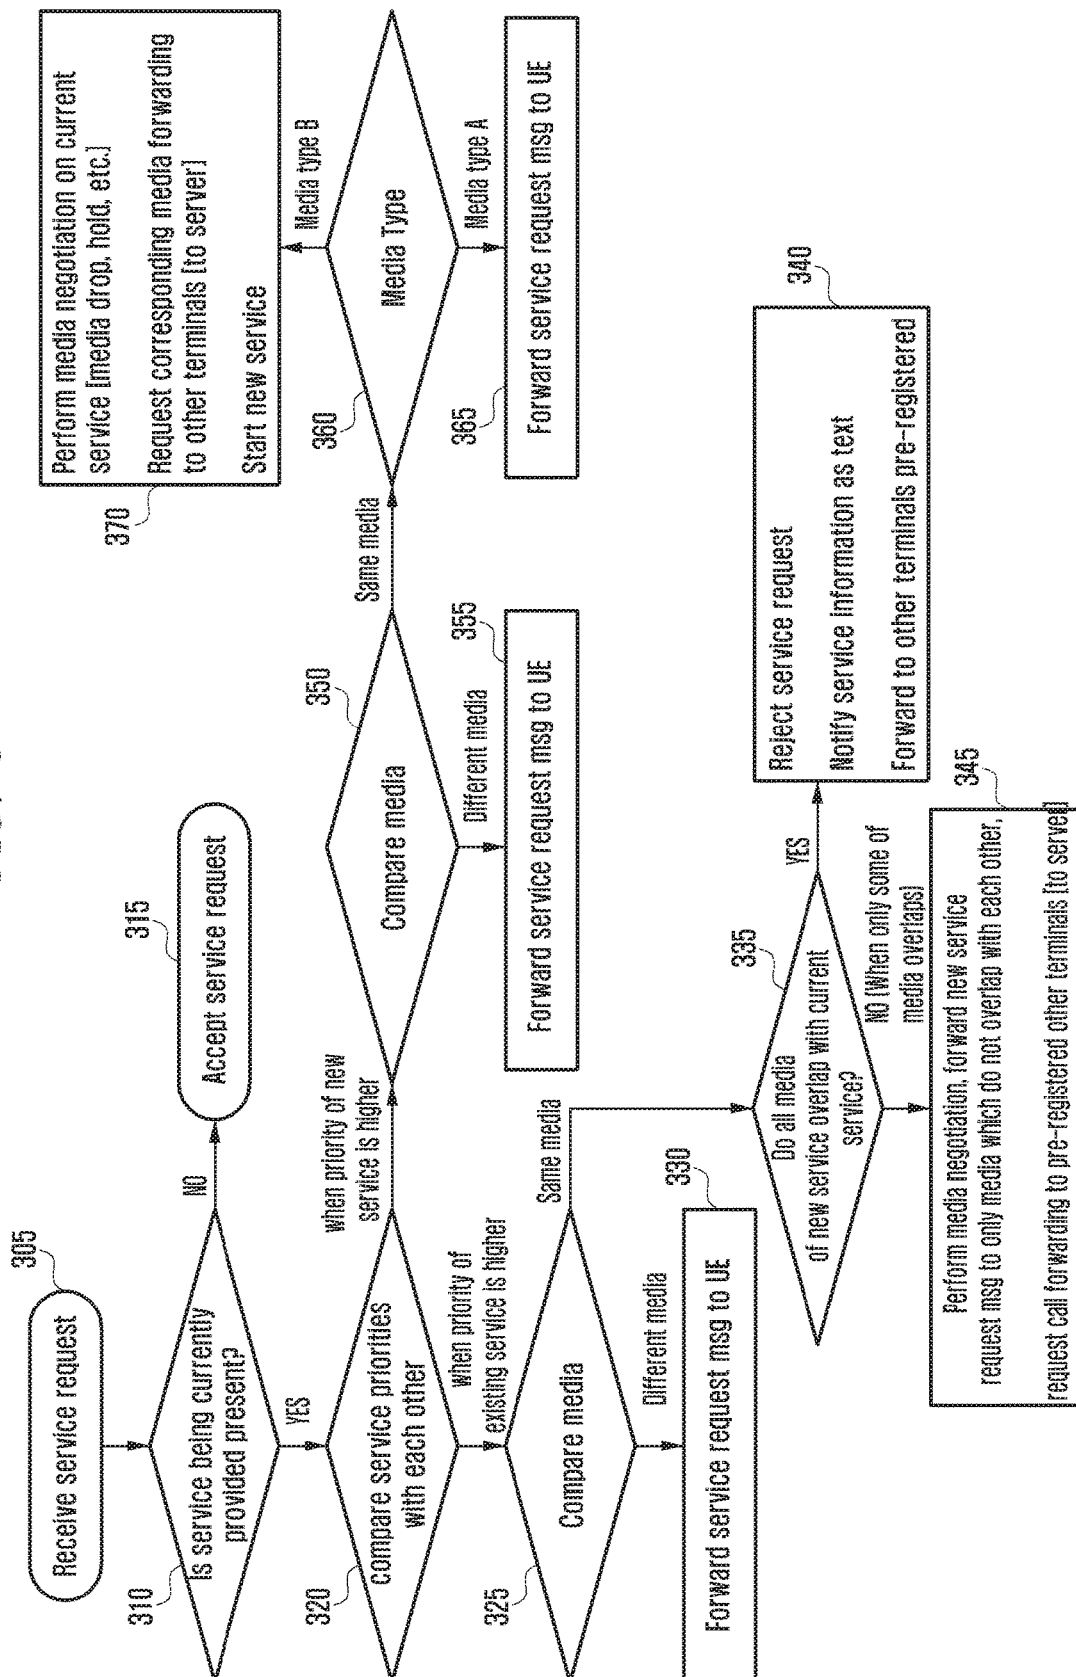 305
Receive service request
310
Is service being currently
provided present?
NO
315
Accept service request
YES
320
compare service priorities
with each other
when priority of new
service is higher
when priority of
existing service is higher
325
Compare media
Same media
Different media
330
Forward service request msg to UE
335
Do all media
of new service overlap with current
service?
YES
340
Reject service request
Notify service information as text
Forward to other terminals pre-registered
NO (When only some of
media overlaps)
345
Perform media negotiation, forward new service
request msg to only media which do not overlap with each other,
request call forwarding to pre-registered other terminals [to server]
350
Compare media
Different media
355
Forward service request msg to UE
Same media
360
Media Type
Media type A
365
Forward service request msg to UE
Media type B
370
Perform media negotiation on current
service [media drop, hold, etc.]
Request corresponding media forwarding
to other terminals [to server]
Start new service